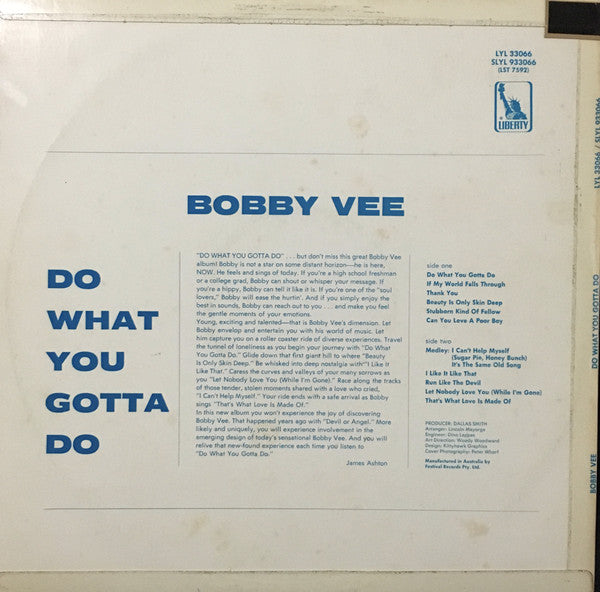 LYL 33066
SLYL 933066
(LST 7592)
LIBERTY
BOBBY VEE
DO
WHAT
YOU
GOTTA
DO
"DO WHAT YOU GOTTA DO" . . . but don't miss this great Bobby Vee
album! Bobby is not a star on some distant horizon—he is here,
NOW. He feels and sings of today. If you're a high school freshman
or a college grad, Bobby can shout or whisper your message. If
you're a hippy, Bobby can tell it like it is. If you're one of the "soul
lovers," Bobby will ease the hurtin'. And if you simply enjoy the
best in sounds, Bobby can reach out to you . . . and make you feel
the gentle moments of your emotions.
Young, exciting and talented—that is Bobby Vee's dimension. Let
Bobby envelop and entertain you with his world of music. Let
him capture you on a roller coaster ride of diverse experiences. Travel
the tunnel of loneliness as you begin your journey with "Do What
You Gotta Do." Glide down that first giant hill to where "Beauty
Is Only Skin Deep." Be whisked into deep nostalgia with "I Like It
Like That." Caress the curves and valleys of your many sorrows as
you "Let Nobody Love You (While I'm Gone)." Race along the tracks
of those tender, stolen moments shared with a love who cried,
"I Can't Help Myself." Your ride ends with a safe arrival as Bobby
sings "That's What Love Is Made Of."
In this new album you won't experience the joy of discovering
Bobby Vee. That happened years ago with "Devil or Angel." More
likely and uniquely, you will experience involvement in the
emerging design of today's sensational Bobby Vee. And you will
relive that new-found experience each time you listen to
"Do What You Gotta Do."
James Ashton
side one
Do What You Gotta Do
If My World Falls Through
Thank You
Beauty Is Only Skin Deep
Stubborn Kind Of Fellow
Can You Love A Poor Boy
side two
Medley: I Can't Help Myself
(Sugar Pie, Honey Bunch)
It's The Same Old Song
I Like It Like That
Run Like The Devil
Let Nobody Love You (While I'm Gone)
That's What Love Is Made Of
PRODUCER: DALLAS SMITH
Arranger: Lincoln Mayorga
Engineer: Dino Lappas
Art Direction: Woody Woodward
Design: Kittyhawk Graphics
Cover Photography: Peter Whorf
Manufactured in Australia by
Festival Records Pty. Ltd.
LYL 33066 / SLYL 933066
DO WHAT YOU GOTTA DO
BOBBY VEE